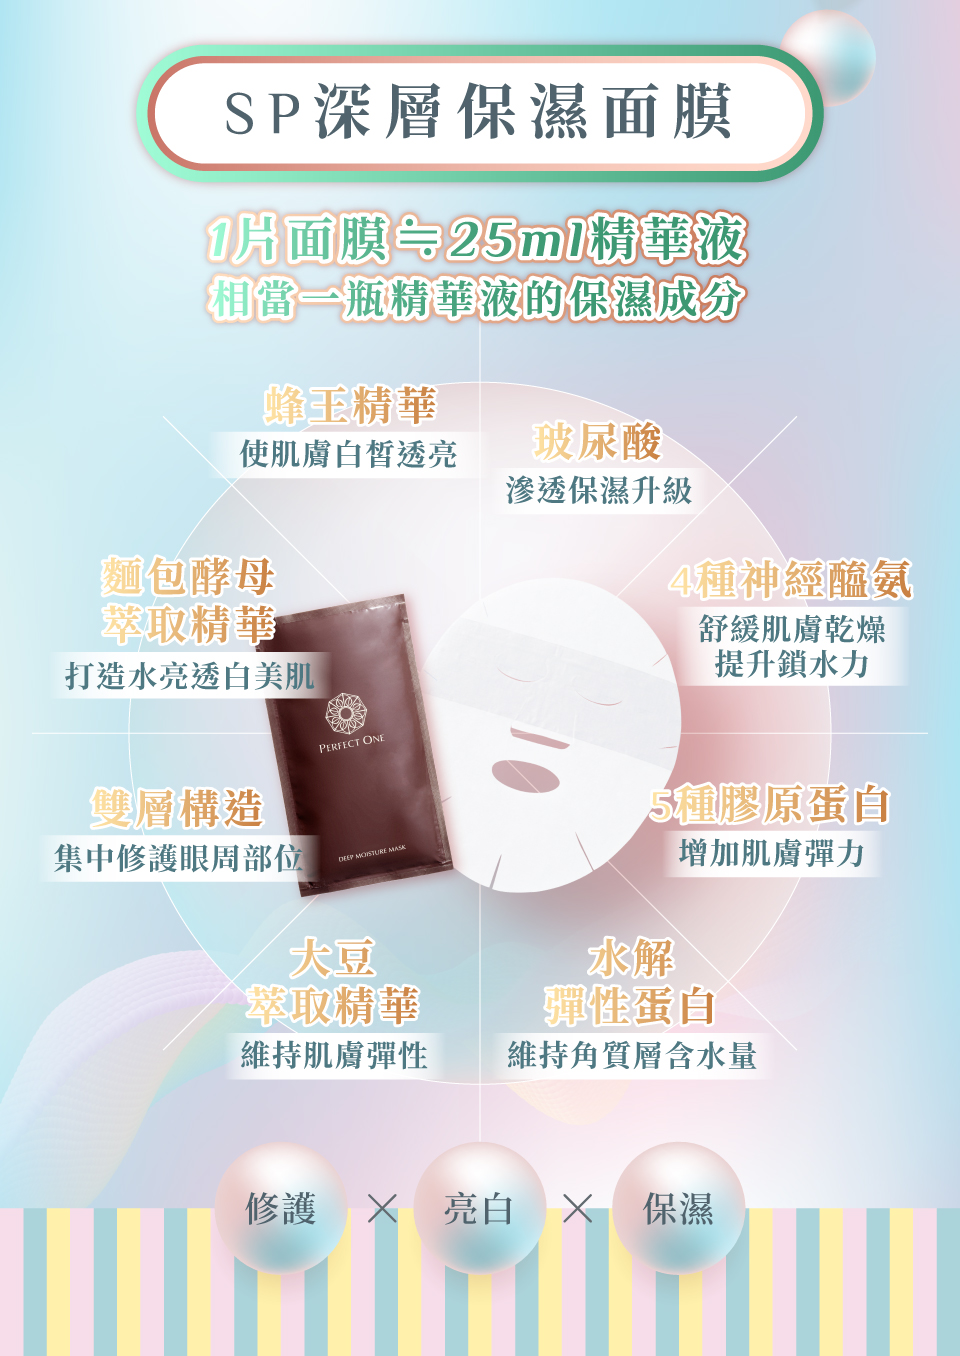 SP深層保濕面膜
1片面膜≒25ml精華液
相當一瓶精華液的保濕成分
蜂王精華
使肌膚白皙透亮
玻尿酸
滲透保濕升級
麵包酵母
萃取精華
打造水亮透白美肌
4種神經醯氨
舒緩肌膚乾燥
提升鎖水力
PERFECT ONE
DEEP MOISTURE MASK
雙層構造
集中修護眼周部位
5種膠原蛋白
增加肌膚彈力
大豆
萃取精華
維持肌膚彈性
水解
彈性蛋白
維持角質層含水量
修護 × 亮白 × 保濕